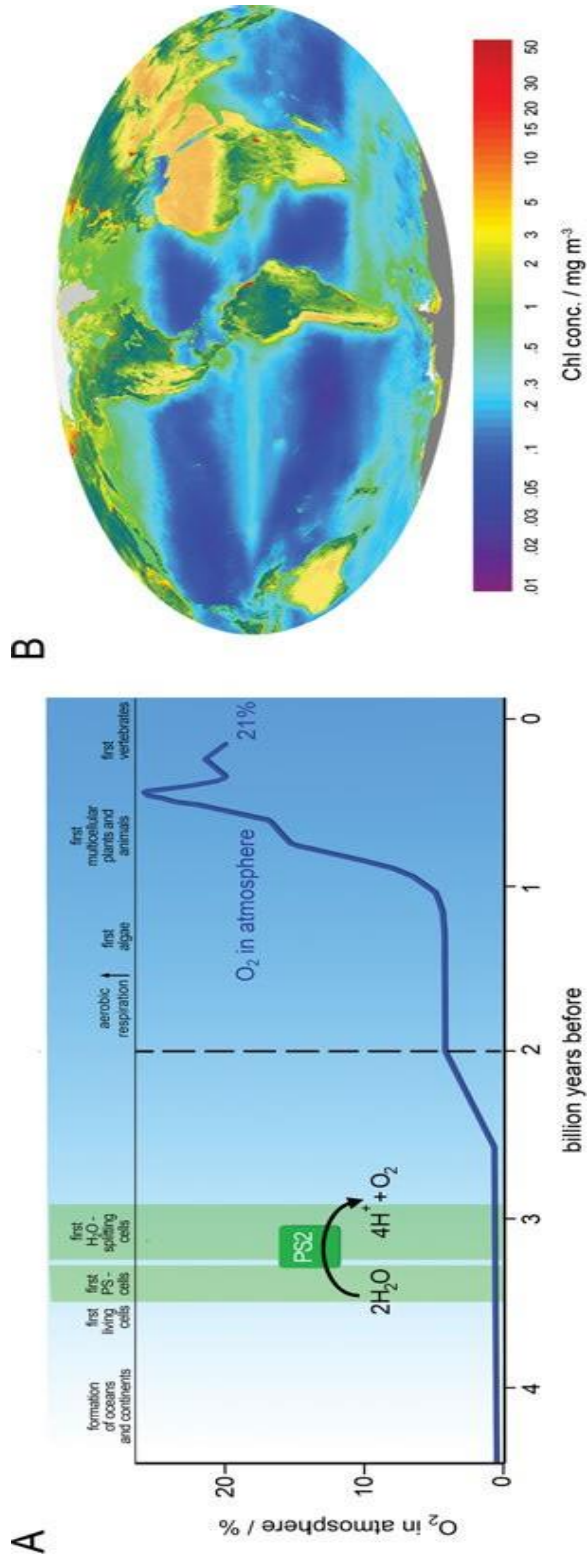 A
formation
of oceans
and continents
first
living
cells
first
PS -
cells
first
H₂O -
splitting
cells
aerobic
respiration
first
algae
first
multicellular
plants and
animals
first
vertebrates
O₂ in atmosphere / %
20
10
0
PS2
2H₂O
4H⁺ + O₂
O₂ in atmosphere
21%
4
3
2
1
0
billion years before
B
.01
.02
.03
.05
.1
.2
.3
.5
1
3
5
10
15
20
30
50
Chl conc. / mg m⁻³